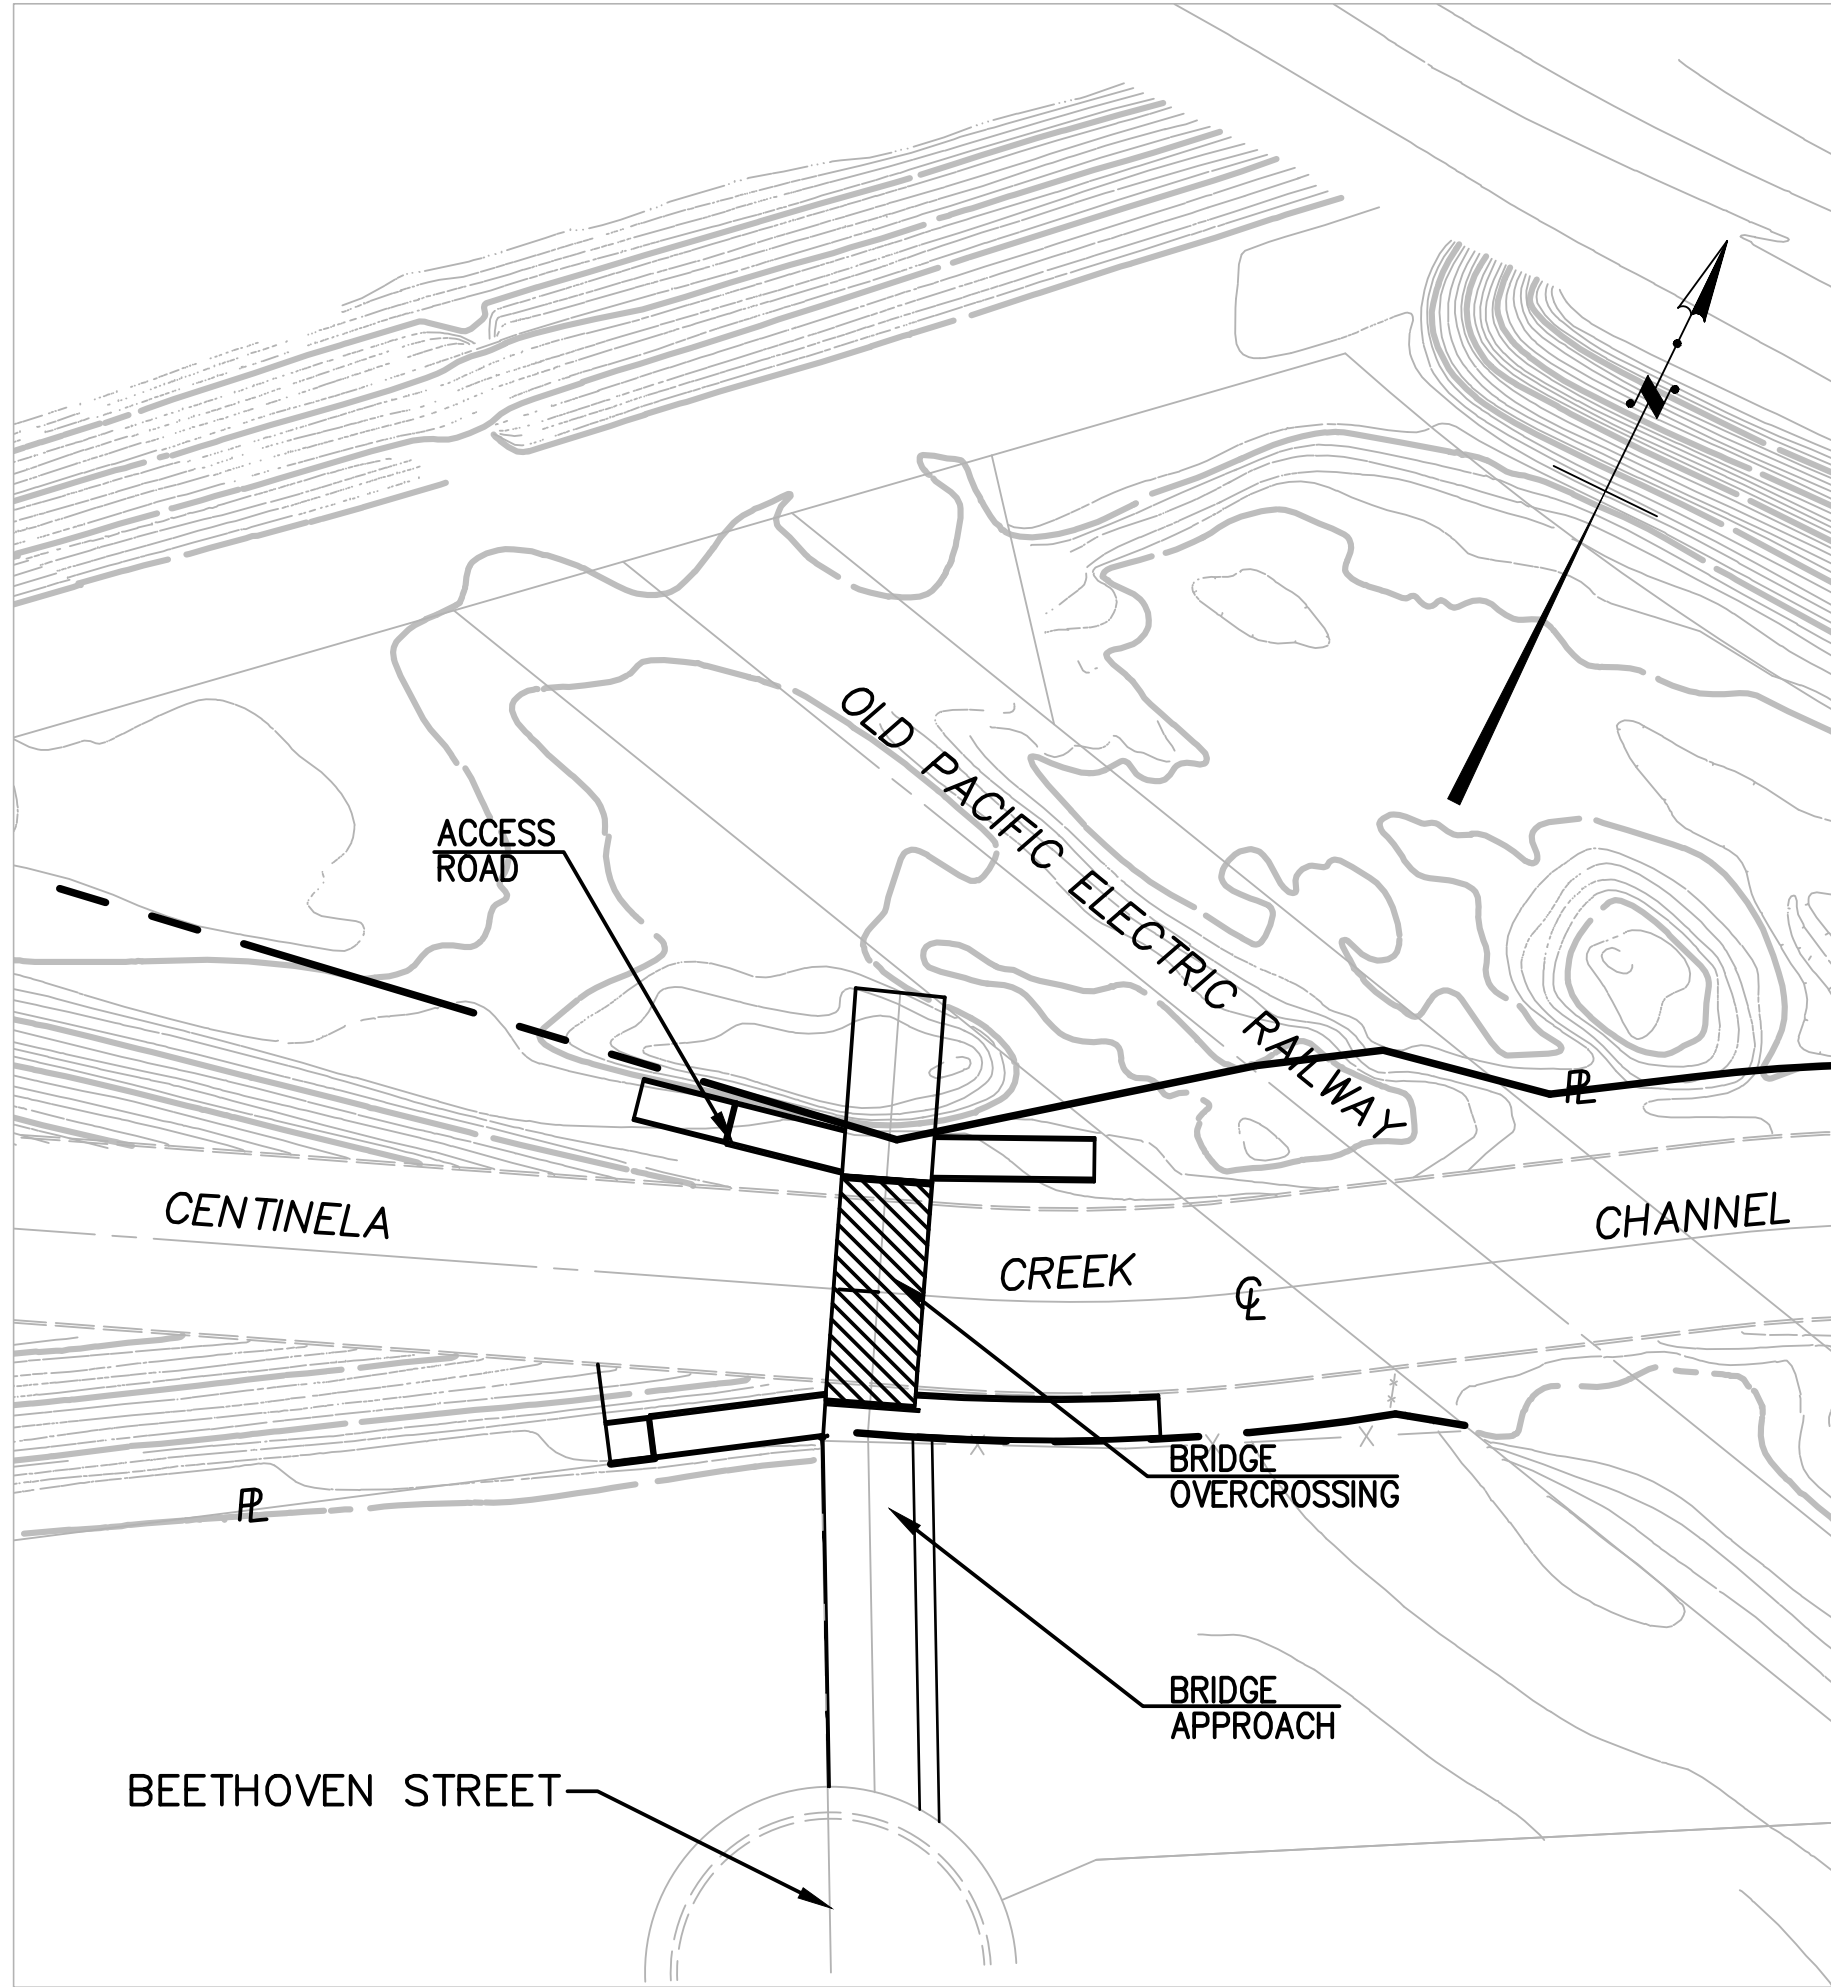 N
OLD PACIFIC ELECTRIC RAILWAY
ACCESS
ROAD
PL
CENTINELA
CREEK
CHANNEL
CL
BRIDGE
OVERCROSSING
PL
BRIDGE
APPROACH
BEETHOVEN STREET